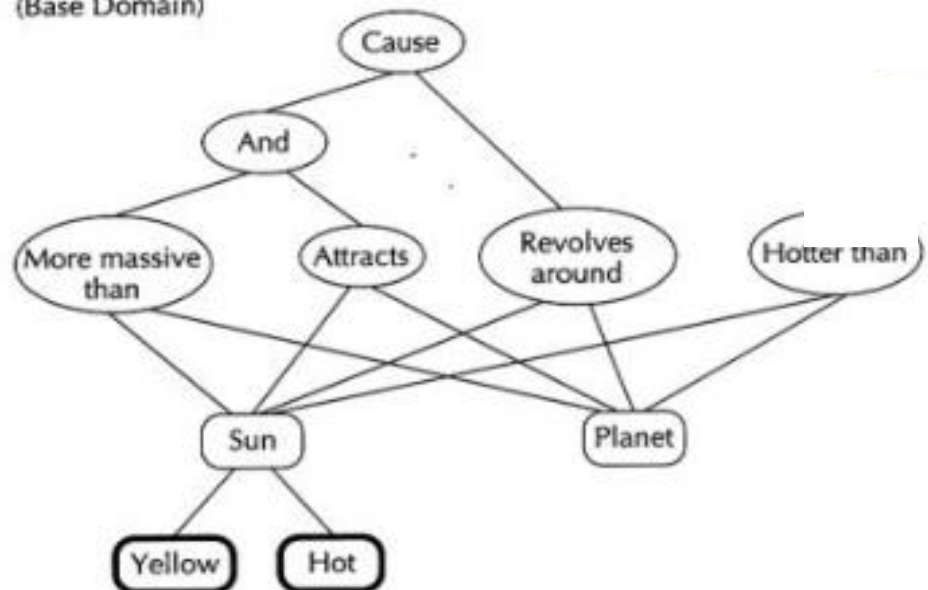 (Base Domain)
Cause
And
More massive
than
Attracts
Revolves
around
Hotter than
Sun
Planet
Yellow
Hot